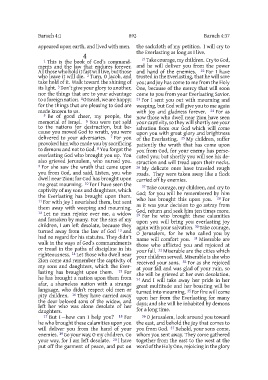 Baruch 4:1 892 Baruch 4:37
appeared upon earth, and lived with men.
1 This is the book of the commandments
and the law that endures for ever.
All those who hold it fast will live, but those
who leave it will die. 2 Turn, O Jacob, and
take hold of it. Walk toward the shining of
its light. 3 Don't give your glory to another,
nor the things that are to your advantage
to a foreign nation. 4 O Israel, we are happy;
for the things that are pleasing to God are
made known to us.
5 Be of good cheer, my people, the
memorial of Israel. 6 You were not sold
to the nations for destruction, but because
you moved God to wrath, you were
delivered to your adversaries. 7 For you
provoked him who made you by sacrificing
to demons and not to God. 8 You forgot the
everlasting God who brought you up. You
also grieved Jerusalem, who nursed you.
9 For she saw the wrath that came upon
you from God, and said, Listen, you who
dwell near Zion; for God has brought upon
me great mourning. 10 For I have seen the
captivity of my sons and daughters, which
the Everlasting has brought upon them.
11 For with joy I nourished them, but sent
them away with weeping and mourning.
12 Let no man rejoice over me, a widow
and forsaken by many. For the sins of my
children, I am left desolate, because they
turned away from the law of God 13 and
had no regard for his statutes. They didn't
walk in the ways of God's commandments
or tread in the paths of discipline in his
righteousness. 14 Let those who dwell near
Zion come and remember the captivity of
my sons and daughters, which the Everlasting
has brought upon them. 15 For
he has brought a nation upon them from
afar, a shameless nation with a strange
language, who didn't respect old men or
pity children. 16 They have carried away
the dear beloved sons of the widow, and
left her who was alone desolate of her
daughters.
17 But I—how can I help you? 18 For
he who brought these calamities upon you
will deliver you from the hand of your
enemies. 19 Go your way, O my children. Go
your way, for I am left desolate. 20 I have
put off the garment of peace, and put on
the sackcloth of my petition. I will cry to
the Everlasting as long as I live.
21 Take courage, my children. Cry to God,
and he will deliver you from the power
and hand of the enemies. 22 For I have
trusted in the Everlasting, that he will save
you; and joy has come to me from the Holy
One, because of the mercy that will soon
come to you from your Everlasting Savior.
23 For I sent you out with mourning and
weeping, but God will give you to me again
with joy and gladness forever. 24 For as
now those who dwell near Zion have seen
your captivity, so they will shortly see your
salvation from our God which will come
upon you with great glory and brightness
of the Everlasting. 25 My children, suffer
patiently the wrath that has come upon
you from God, for your enemy has persecuted
you; but shortly you will see his destruction
and will tread upon their necks.
26 My delicate ones have traveled rough
roads. They were taken away like a flock
carried off by enemies.
27 Take courage, my children, and cry to
God; for you will be remembered by him
who has brought this upon you. 28 For
as it was your decision to go astray from
God, return and seek him ten times more.
29 For he who brought these calamities
upon you will bring you everlasting joy
again with your salvation. 30 Take courage,
O Jerusalem, for he who called you by
name will comfort you. 31 Miserable are
those who afflicted you and rejoiced at
your fall. 32 Miserable are the cities which
your children served. Miserable is she who
received your sons. 33 For as she rejoiced
at your fall and was glad of your ruin, so
she will be grieved at her own desolation.
34 And I will take away her pride in her
great multitude and her boasting will be
turned into mourning. 35 For fire will come
upon her from the Everlasting for many
days; and she will be inhabited by demons
for a long time.
36 O Jerusalem, look around you toward
the east, and behold the joy that comes to
you from God. 37 Behold, your sons come,
whom you sent away. They come gathered
together from the east to the west at the
word of the Holy One, rejoicing in the glory